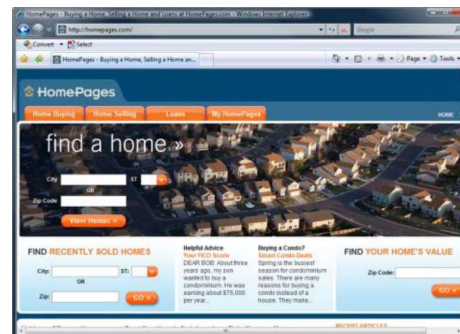 HomePages - Buying a Home, Selling a Home and Loans at HomePages.com - Windows Internet Explorer
http://homepages.com/
Google
Convert Select
HomePages - Buying a Home, Selling a Home an...
Page Tools
HomePages
Home Buying Home Selling Loans My HomePages HOME
find a home »
City ST
OR
Zip Code
View Homes »
FIND RECENTLY SOLD HOMES
City: ST:
OR
Zip: GO »
Helpful Advice
Your FICO Score
DEAR BOB: About three
years ago, my son
wanted to buy a
condominium. He was
earning about $75,000
per year...
Buying a Condo?
Smart Condo Deals
Spring is the busiest
season for condominium
sales. There are many
reasons for buying a
condo instead of a
house. They make...
FIND YOUR HOME'S VALUE
Zip Code:
GO »
RECENT ARTICLES